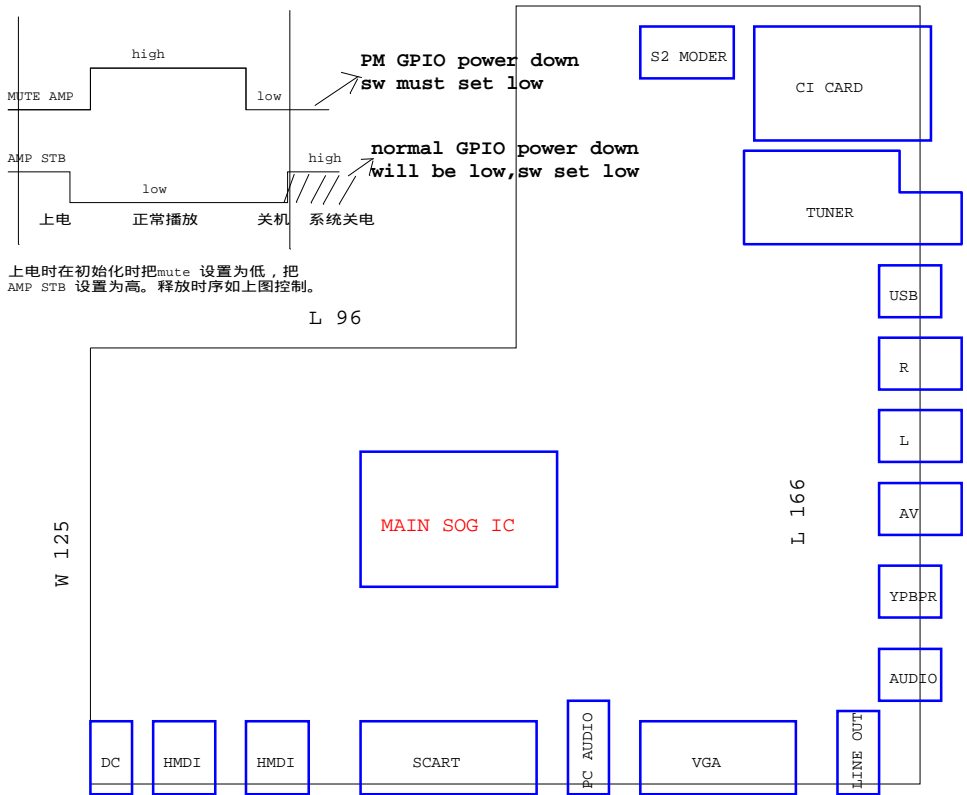 high
PM GPIO power down
sw must set low
MUTE AMP
low
AMP STB
high
normal GPIO power down
will be low,sw set low
low
上电
正常播放
关机
系统关电
上电时在初始化时把mute 设置为低，把
AMP STB 设置为高。释放时序如上图控制。
L 96
S2 MODER
CI CARD
TUNER
USB
R
L
AV
YPBPR
AUDIO
L 166
W 125
MAIN SOG IC
DC
HMDI
HMDI
SCART
PC AUDIO
VGA
LINE OUT